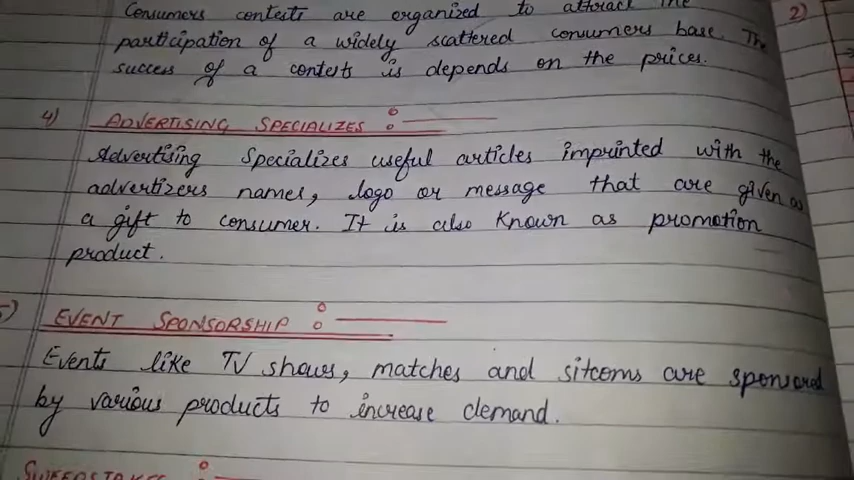 Consumers contests are organized to attract the
participation of a widely scattered consumers base. The
success of a contests is depends on the prices.
2)
4) ADVERTISING SPECIALIZES :
Advertising Specializes useful articles imprinted with the
advertizers names, logo or message that are given as
a gift to consumer. It is also known as promotion
product.
5) EVENT SPONSORSHIP :
Events like TV shows, matches and sitcoms are sponsored
by various products to increase demand.
SWEEPSTAKES :